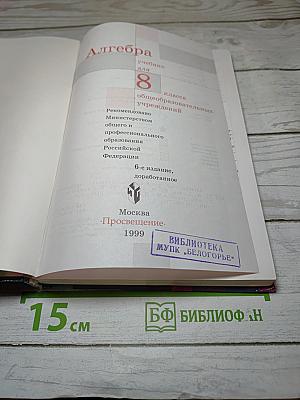 Алгебра
учебник
для
8 класса
общеобразовательных
учреждений
Рекомендовано
Министерством
общего и
профессионального
образования
Российской
Федерации
6-е издание,
доработанное
Москва
«Просвещение»
1999
БИБЛИОТЕКА
МУПК „БЕЛОГОРЬЕ“
15 см
БФ БИБЛИОФ.Н